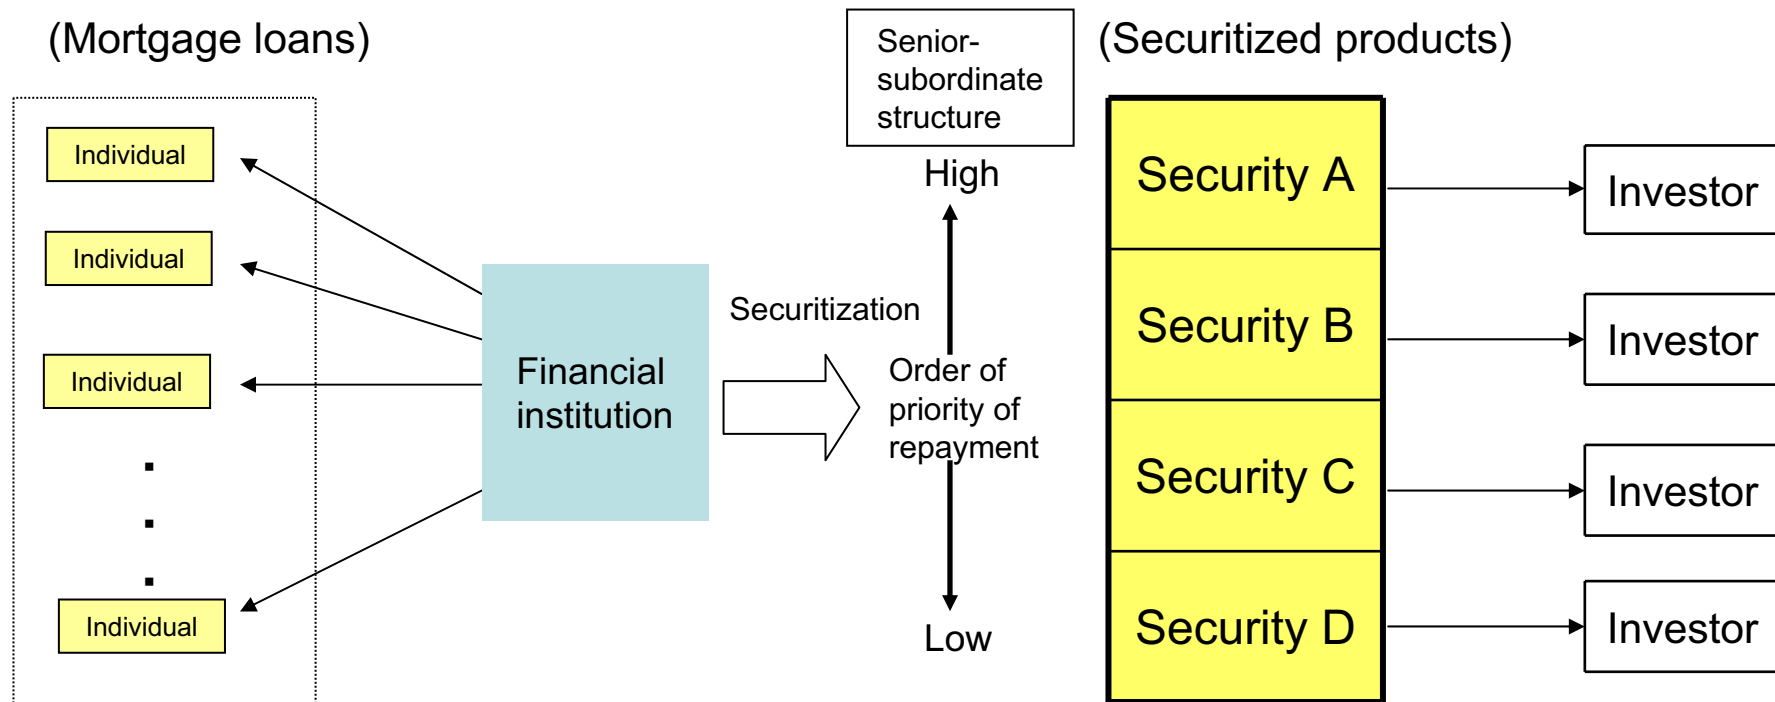 (Mortgage loans)
Individual
Individual
Individual
.
.
.
Individual
Financial
institution
Securitization
Senior-
subordinate
structure
High
Order of
priority of
repayment
Low
(Securitized products)
Security A
Security B
Security C
Security D
Investor
Investor
Investor
Investor